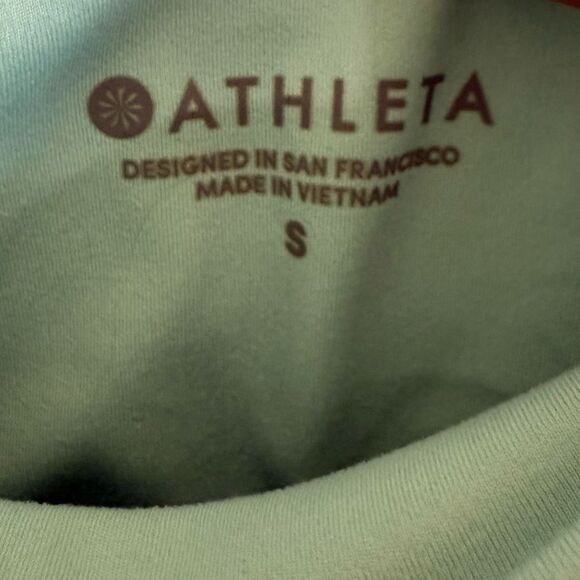 ATHLETA
DESIGNED IN SAN FRANCISCO
MADE IN VIETNAM
S